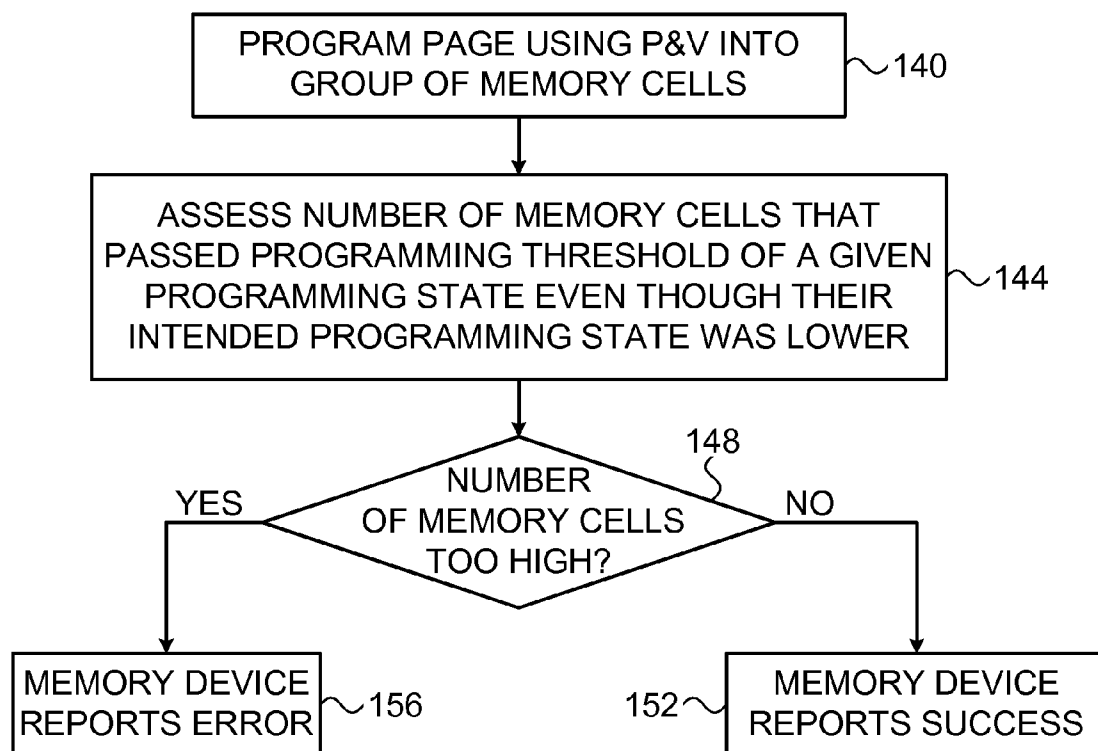 PROGRAM PAGE USING P&V INTO
GROUP OF MEMORY CELLS
140
ASSESS NUMBER OF MEMORY CELLS THAT
PASSED PROGRAMMING THRESHOLD OF A GIVEN
PROGRAMMING STATE EVEN THOUGH THEIR
INTENDED PROGRAMMING STATE WAS LOWER
144
148
YES
NUMBER
OF MEMORY CELLS
TOO HIGH?
NO
MEMORY DEVICE
REPORTS ERROR
156
152
MEMORY DEVICE
REPORTS SUCCESS